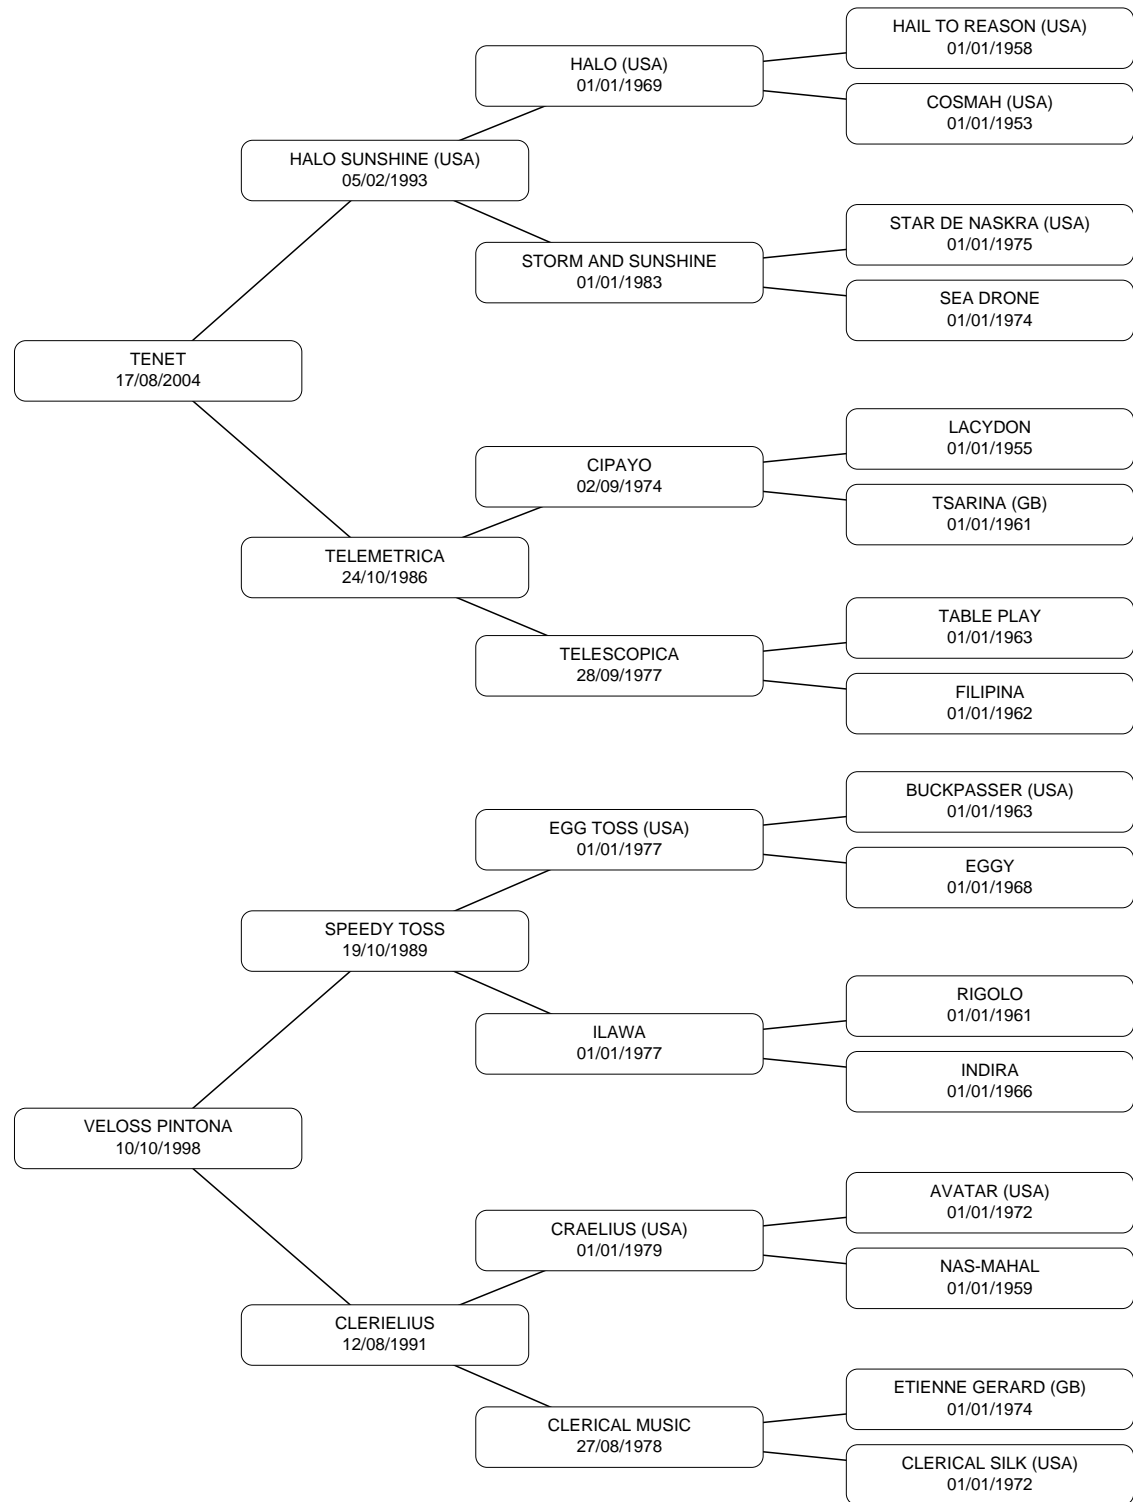 HAIL TO REASON (USA)
01/01/1958
HALO (USA)
01/01/1969
COSMAH (USA)
01/01/1953
HALO SUNSHINE (USA)
05/02/1993
STAR DE NASKRA (USA)
01/01/1975
STORM AND SUNSHINE
01/01/1983
SEA DRONE
01/01/1974
TENET
17/08/2004
LACYDON
01/01/1955
CIPAYO
02/09/1974
TSARINA (GB)
01/01/1961
TELEMETRICA
24/10/1986
TABLE PLAY
01/01/1963
TELESCOPICA
28/09/1977
FILIPINA
01/01/1962
BUCKPASSER (USA)
01/01/1963
EGG TOSS (USA)
01/01/1977
EGGY
01/01/1968
SPEEDY TOSS
19/10/1989
RIGOLO
01/01/1961
ILAWA
01/01/1977
INDIRA
01/01/1966
VELOSS PINTONA
10/10/1998
AVATAR (USA)
01/01/1972
CRAELIUS (USA)
01/01/1979
NAS-MAHAL
01/01/1959
CLERIELIUS
12/08/1991
ETIENNE GERARD (GB)
01/01/1974
CLERICAL MUSIC
27/08/1978
CLERICAL SILK (USA)
01/01/1972